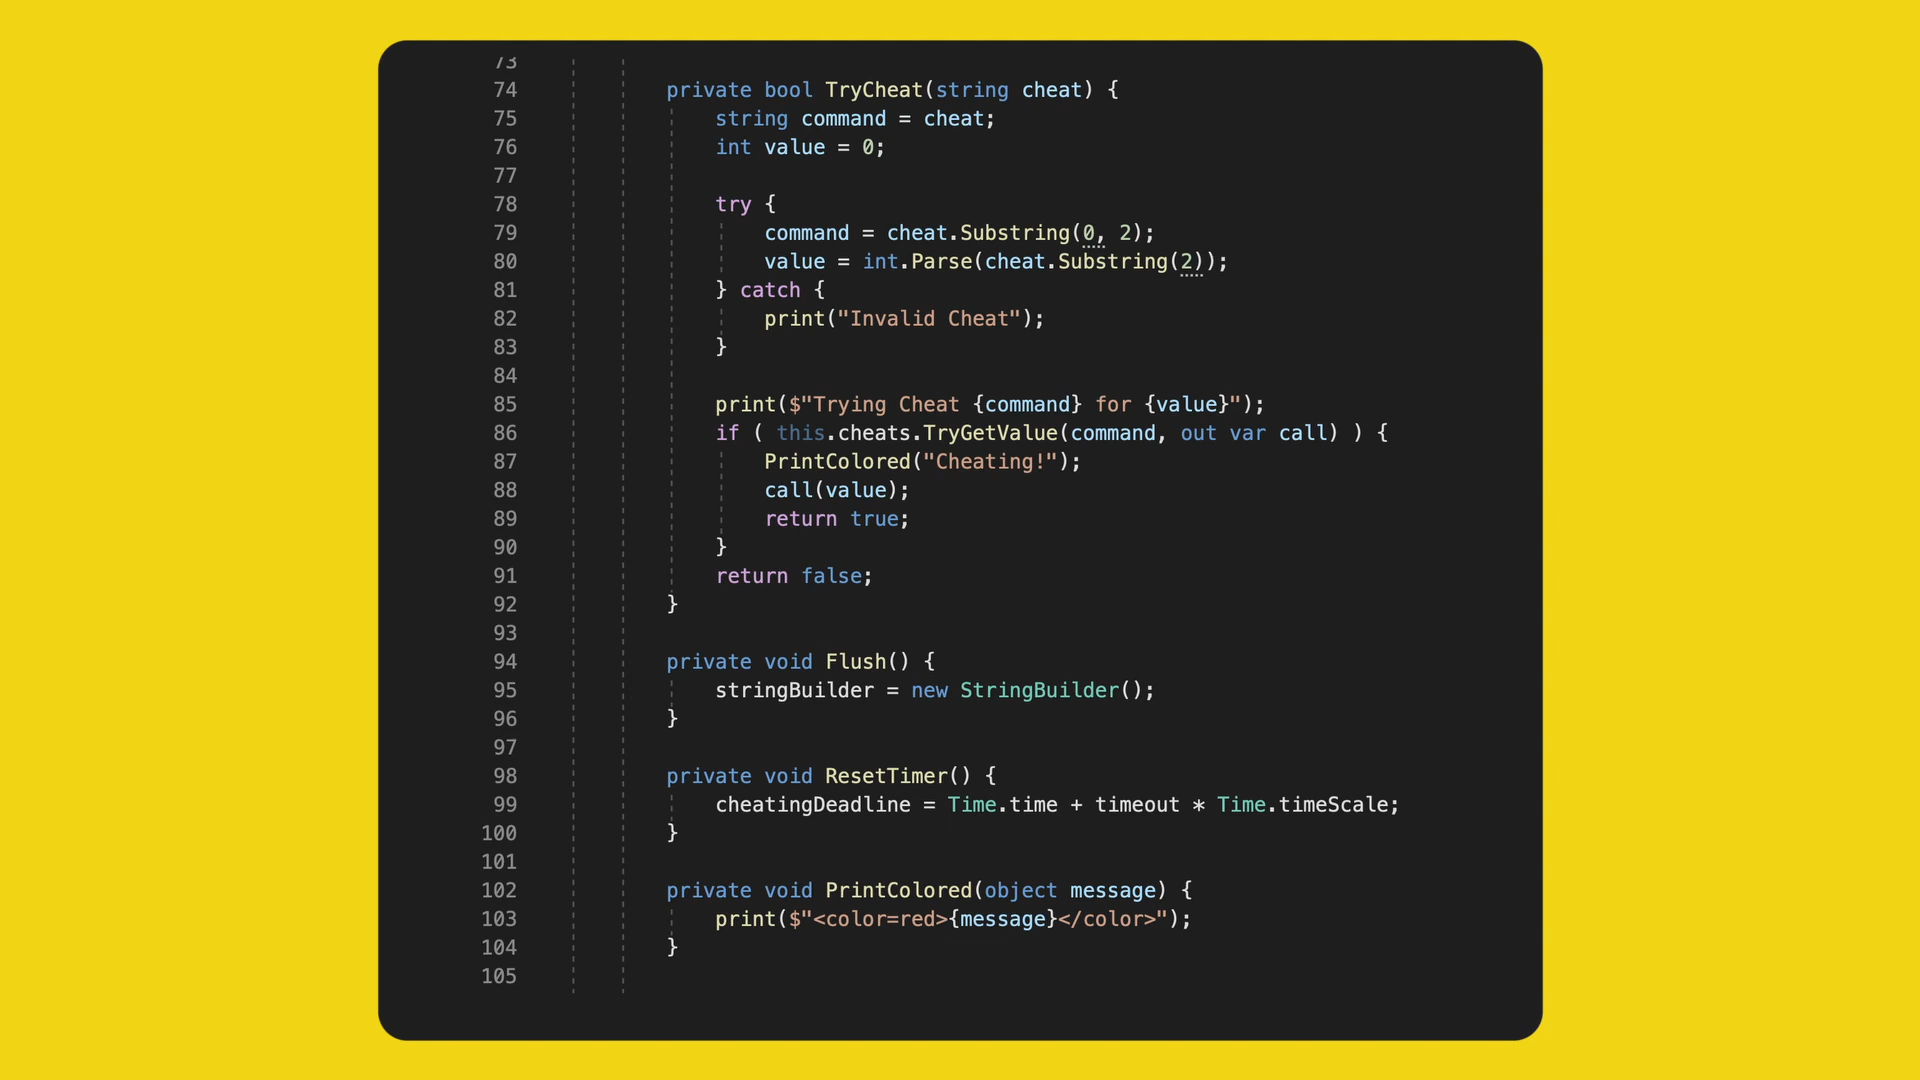 73
74 private bool TryCheat(string cheat) {
75 string command = cheat;
76 int value = 0;
77
78 try {
79 command = cheat.Substring(0, 2);
80 value = int.Parse(cheat.Substring(2));
81 } catch {
82 print("Invalid Cheat");
83 }
84
85 print($"Trying Cheat {command} for {value}");
86 if ( this.cheats.TryGetValue(command, out var call) ) {
87 PrintColored("Cheating!");
88 call(value);
89 return true;
90 }
91 return false;
92 }
93
94 private void Flush() {
95 stringBuilder = new StringBuilder();
96 }
97
98 private void ResetTimer() {
99 cheatingDeadline = Time.time + timeout * Time.timeScale;
100 }
101
102 private void PrintColored(object message) {
103 print($"<color=red>{message}</color>");
104 }
105